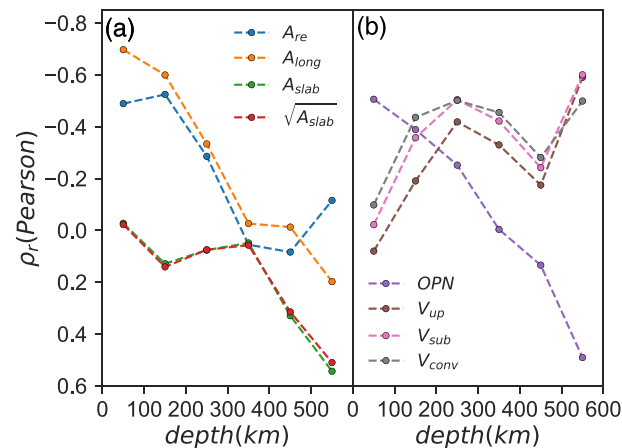 (a)
(b)
A_re
A_long
A_slab
√A_slab
OPN
V_up
V_sub
V_conv
ρ_r(Pearson)
−0.8
−0.6
−0.4
−0.2
0.0
0.2
0.4
0.6
0 100 200 300 400 500
0 100 200 300 400 500 600
depth(km)
depth(km)